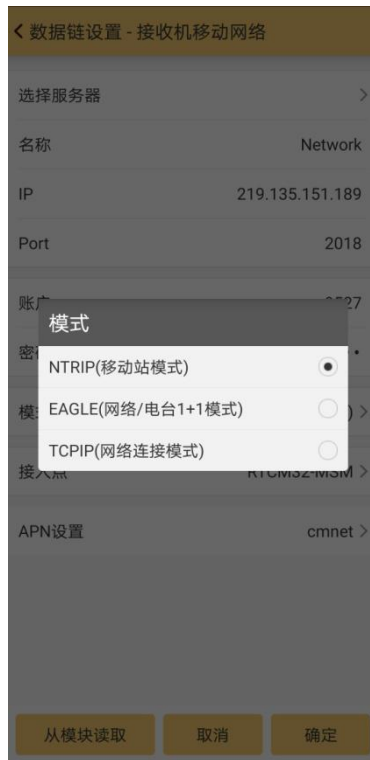 数据链设置 - 接收机移动网络
选择服务器
名称 Network
IP 219.135.151.189
Port 2018
模式
NTRIP(移动站模式)
EAGLE(网络/电台1+1模式)
TCPIP(网络连接模式)
APN设置 cmnet
从模块读取 取消 确定